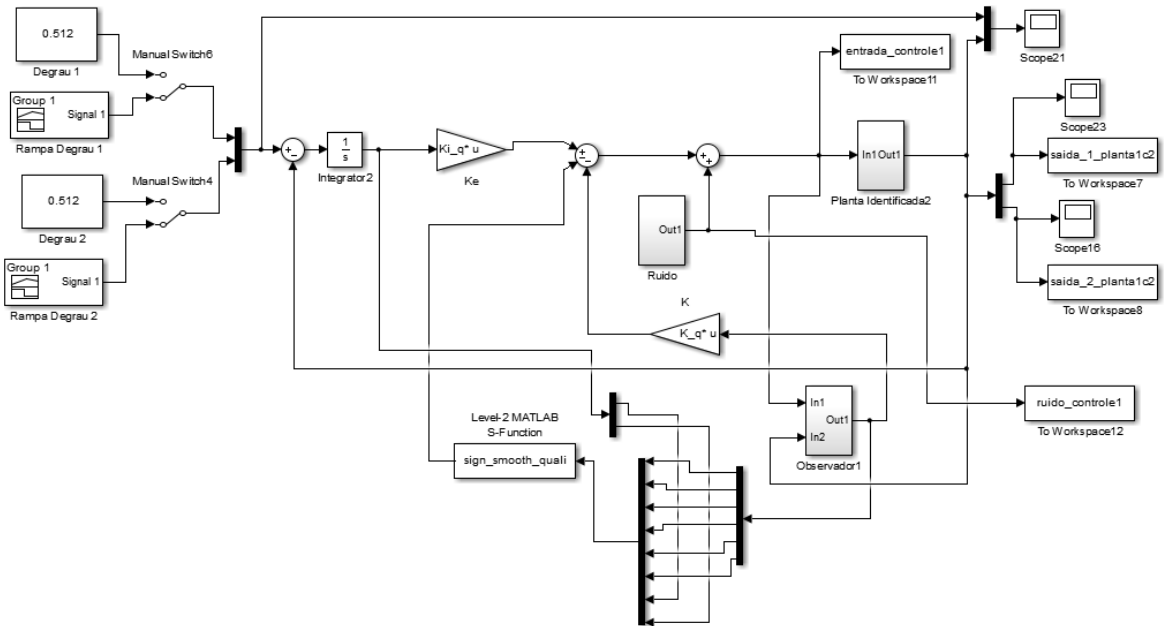 0.512
Degrau 1
Manual Switch6
Group 1
Signal 1
Rampa Degrau 1
0.512
Degrau 2
Manual Switch4
Group 1
Signal 1
Rampa Degrau 2
+
-
1
s
Integrator2
Ki_q* u
Ke
+
-
-
+
+
Out1
Ruido
K
K_q* u
entrada_controle1
To Workspace11
In1
Out1
Planta Identificada2
Scope21
Scope23
saida_1_planta1c2
To Workspace7
Scope16
saida_2_planta1c2
To Workspace8
ruido_controle1
To Workspace12
In1
In2
Out1
Observador1
Level-2 MATLAB
S-Function
sign_smooth_quali